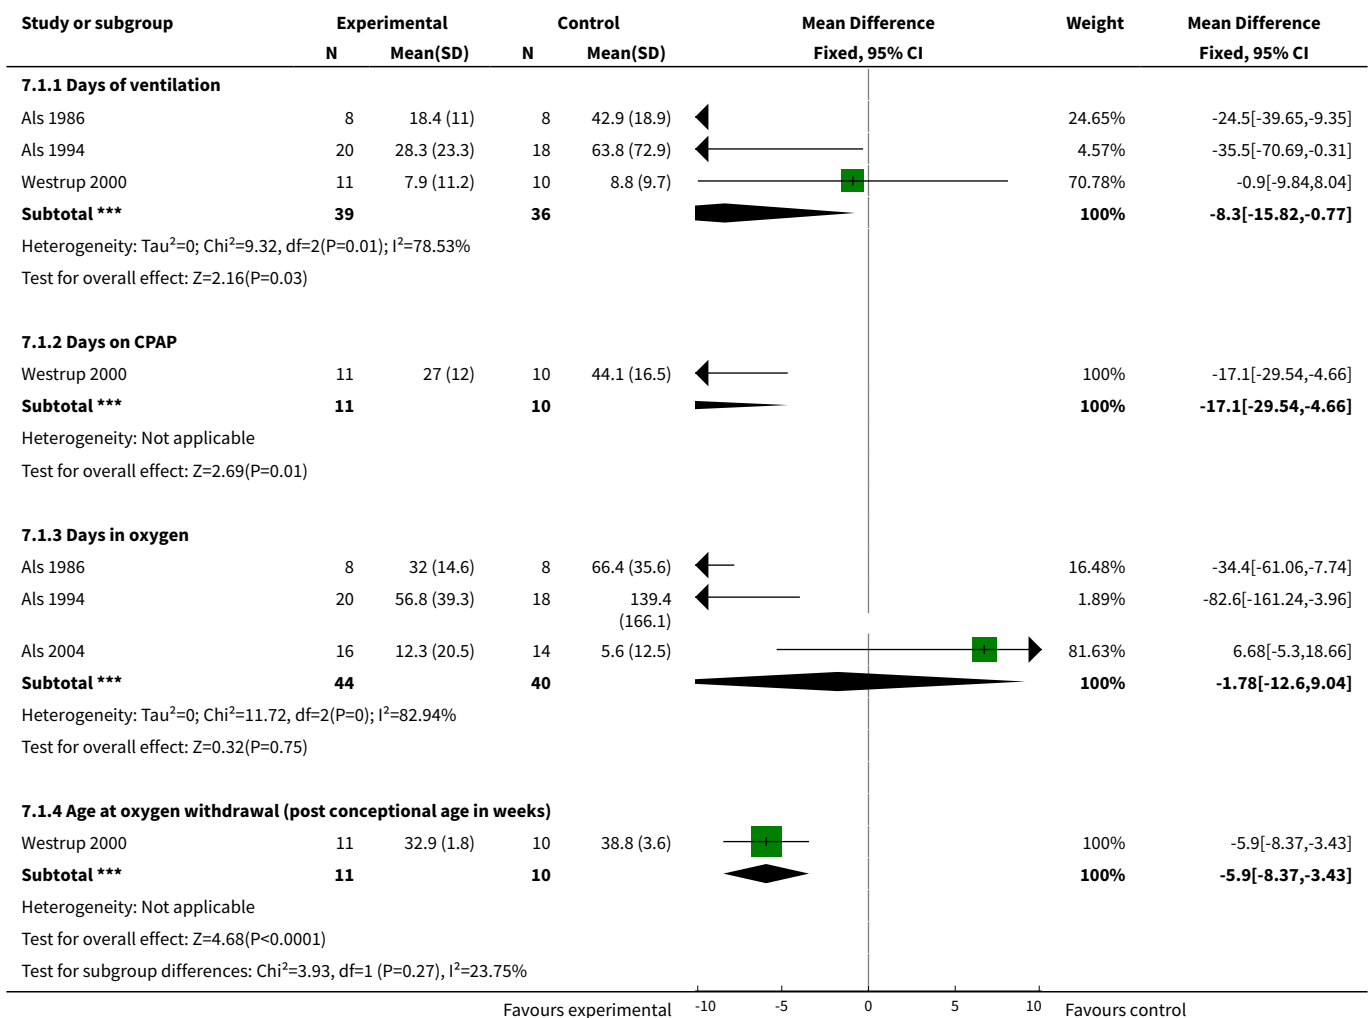 Study or subgroup Experimental Control Mean Difference Weight Mean Difference
N Mean(SD) N Mean(SD) Fixed, 95% CI Fixed, 95% CI
7.1.1 Days of ventilation
Als 1986 8 18.4 (11) 8 42.9 (18.9) 24.65% -24.5[-39.65,-9.35]
Als 1994 20 28.3 (23.3) 18 63.8 (72.9) 4.57% -35.5[-70.69,-0.31]
Westrup 2000 11 7.9 (11.2) 10 8.8 (9.7) 70.78% -0.9[-9.84,8.04]
Subtotal *** 39 36 100% -8.3[-15.82,-0.77]
Heterogeneity: Tau²=0; Chi²=9.32, df=2(P=0.01); I²=78.53%
Test for overall effect: Z=2.16(P=0.03)
7.1.2 Days on CPAP
Westrup 2000 11 27 (12) 10 44.1 (16.5) 100% -17.1[-29.54,-4.66]
Subtotal *** 11 10 100% -17.1[-29.54,-4.66]
Heterogeneity: Not applicable
Test for overall effect: Z=2.69(P=0.01)
7.1.3 Days in oxygen
Als 1986 8 32 (14.6) 8 66.4 (35.6) 16.48% -34.4[-61.06,-7.74]
Als 1994 20 56.8 (39.3) 18 139.4 1.89% -82.6[-161.24,-3.96]
(166.1)
Als 2004 16 12.3 (20.5) 14 5.6 (12.5) 81.63% 6.68[-5.3,18.66]
Subtotal *** 44 40 100% -1.78[-12.6,9.04]
Heterogeneity: Tau²=0; Chi²=11.72, df=2(P=0); I²=82.94%
Test for overall effect: Z=0.32(P=0.75)
7.1.4 Age at oxygen withdrawal (post conceptional age in weeks)
Westrup 2000 11 32.9 (1.8) 10 38.8 (3.6) 100% -5.9[-8.37,-3.43]
Subtotal *** 11 10 100% -5.9[-8.37,-3.43]
Heterogeneity: Not applicable
Test for overall effect: Z=4.68(P<0.0001)
Test for subgroup differences: Chi²=3.93, df=1 (P=0.27), I²=23.75%
Favours experimental -10 -5 0 5 10 Favours control